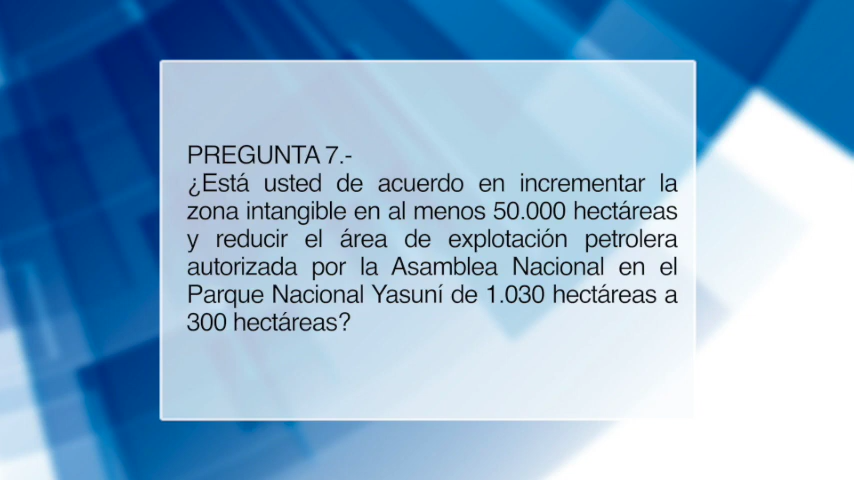 PREGUNTA 7.-
¿Está usted de acuerdo en incrementar la
zona intangible en al menos 50.000 hectáreas
y reducir el área de explotación petrolera
autorizada por la Asamblea Nacional en el
Parque Nacional Yasuní de 1.030 hectáreas a
300 hectáreas?